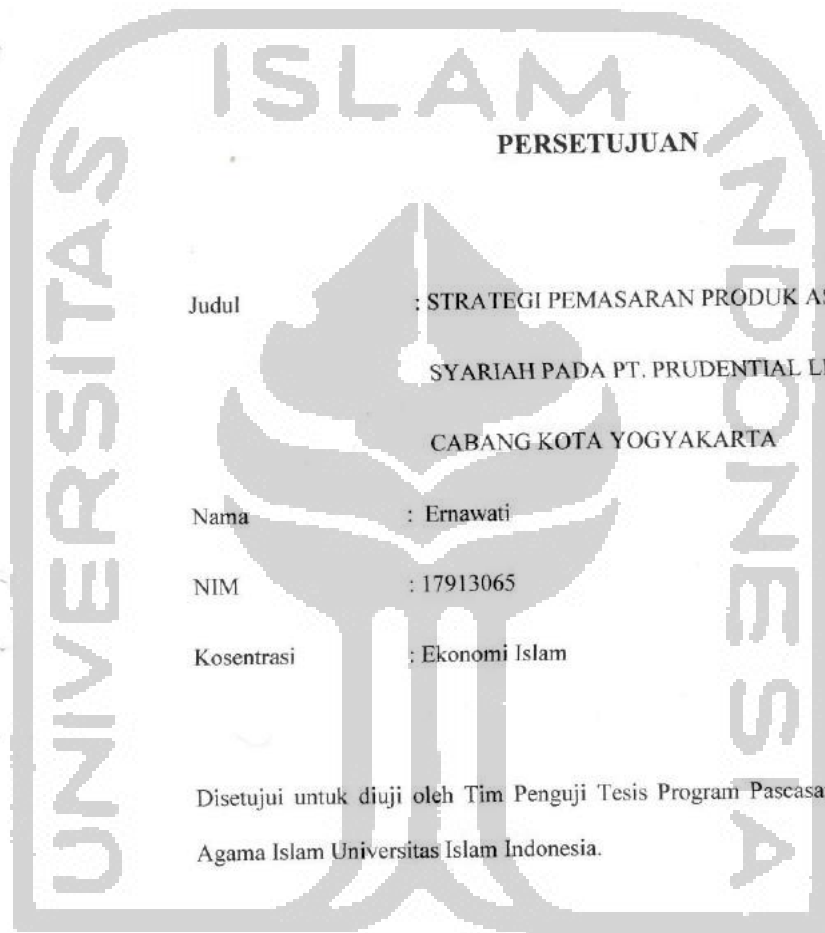 UNIVERSITAS ISLAM INDONESIA
PERSETUJUAN
Judul : STRATEGI PEMASARAN PRODUK
SYARIAH PADA PT. PRUDENTIAL
CABANG KOTA YOGYAKARTA
Nama : Ernawati
NIM : 17913065
Kosentrasi : Ekonomi Islam
Disetujui untuk diuji oleh Tim Penguji Tesis Program
Agama Islam Universitas Islam Indonesia.